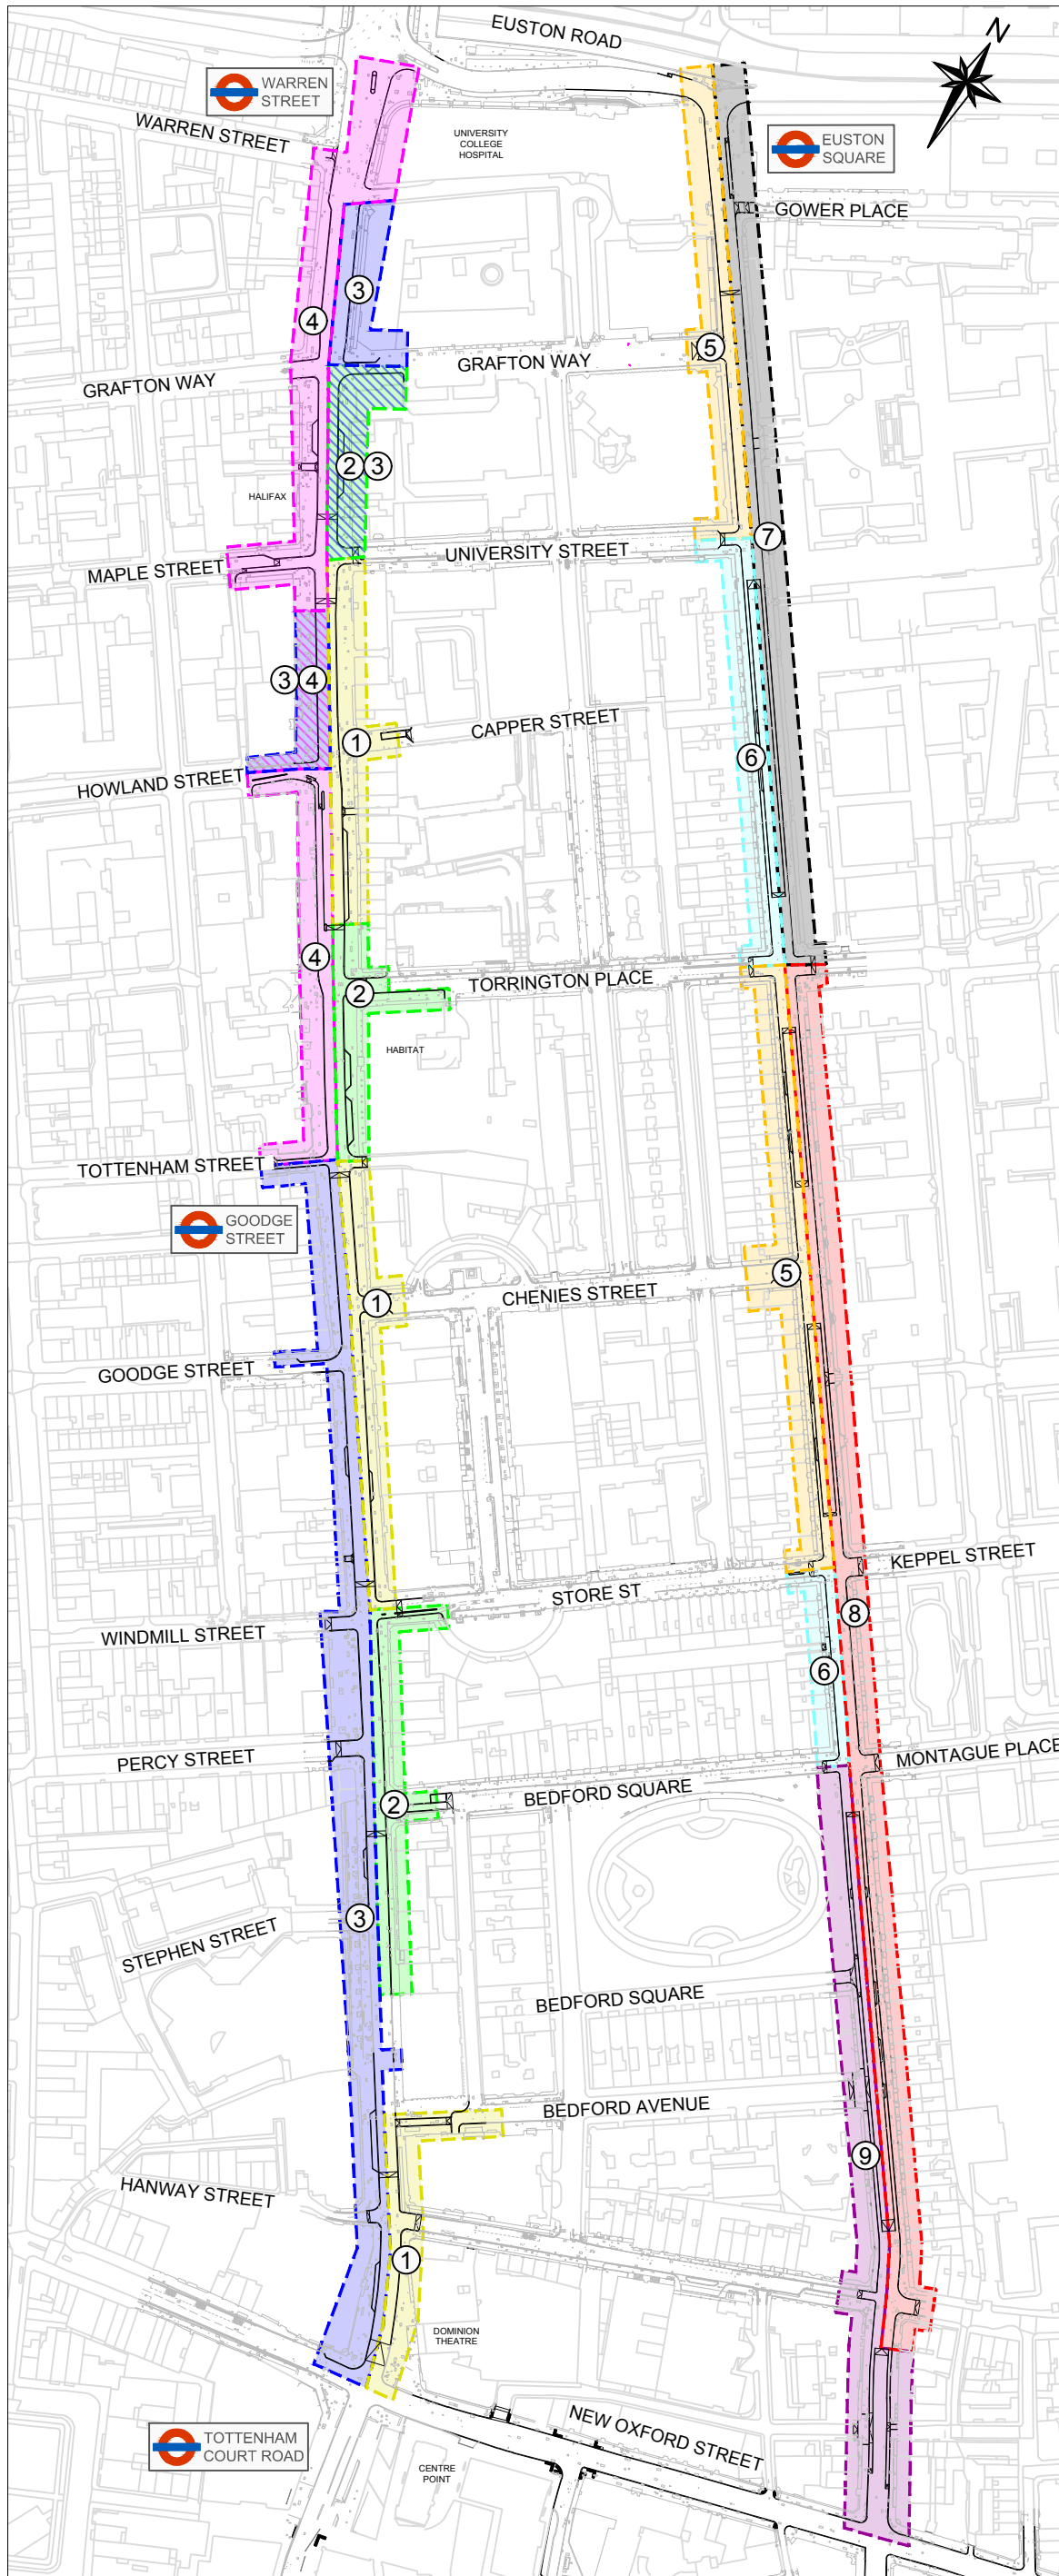 EUSTON ROAD
N
WARREN
STREET
WARREN STREET
UNIVERSITY
COLLEGE
HOSPITAL
EUSTON
SQUARE
GOWER PLACE
3
4
5
GRAFTON WAY
GRAFTON WAY
2
3
HALIFAX
7
UNIVERSITY STREET
MAPLE STREET
3
4
CAPPER STREET
1
6
HOWLAND STREET
4
TORRINGTON PLACE
2
HABITAT
TOTTENHAM STREET
GOODGE
STREET
5
CHENIES STREET
1
GOODGE STREET
KEPPEL STREET
STORE ST
8
WINDMILL STREET
6
PERCY STREET
MONTAGUE PLACE
BEDFORD SQUARE
2
3
STEPHEN STREET
BEDFORD SQUARE
BEDFORD AVENUE
9
HANWAY STREET
1
DOMINION
THEATRE
NEW OXFORD STREET
TOTTENHAM
COURT ROAD
CENTRE
POINT